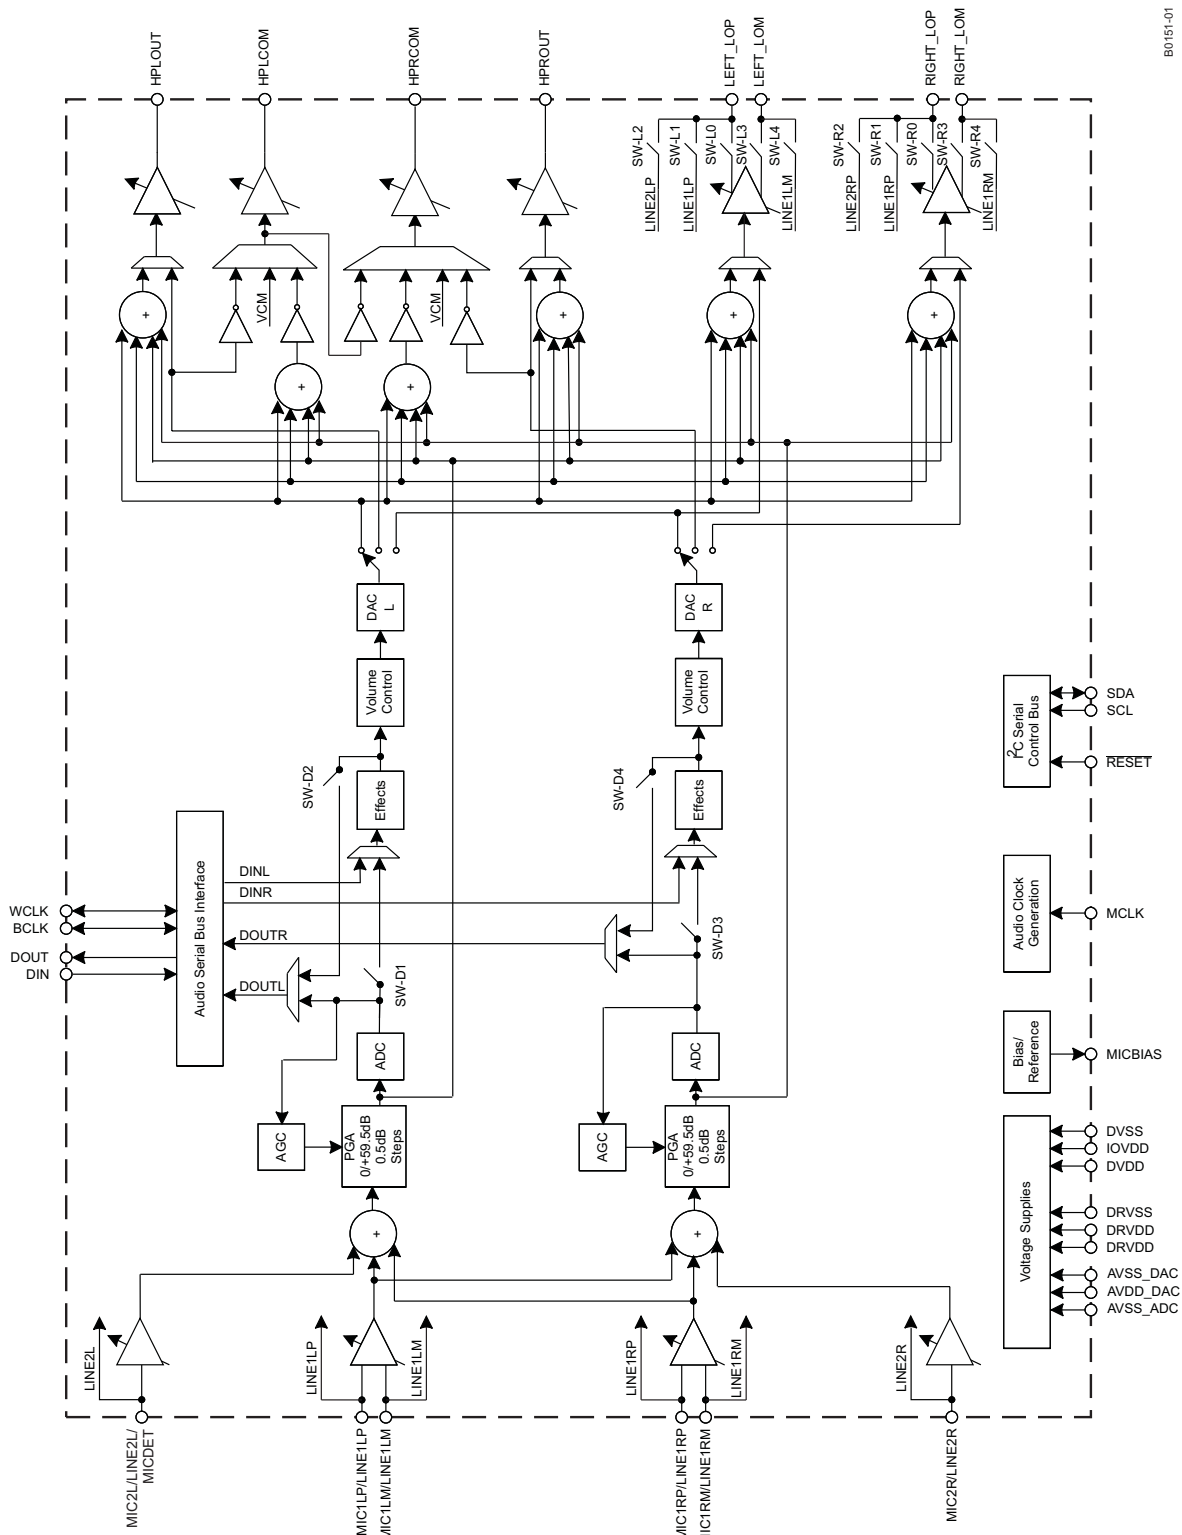 B0151-01
HPLOUT
HPLCOM
HPRCOM
HPROUT
LEFT_LOP
LEFT_LOM
RIGHT_LOP
RIGHT_LOM
SW-L2
SW-L1
SW-L0
SW-L3
SW-L4
SW-R2
SW-R1
SW-R0
SW-R3
SW-R4
LINE2LP
LINE1LP
LINE1LM
LINE2RP
LINE1RP
LINE1RM
VCM
VCM
+
+
+
+
+
+
DAC
L
DAC
R
Volume
Control
Volume
Control
SW-D2
SW-D4
Effects
Effects
I2C Serial
Control Bus
SDA
SCL
RESET
WCLK
BCLK
DOUT
DIN
Audio Serial Bus Interface
DINL
DINR
DOUTR
DOUTL
SW-D1
SW-D3
Audio Clock
Generation
MCLK
ADC
ADC
Bias/
Reference
MICBIAS
AGC
PGA
0/+59.5dB
0.5dB
Steps
AGC
PGA
0/+59.5dB
0.5dB
Steps
Voltage Supplies
DVSS
IOVDD
DVDD
DRVSS
DRVDD
DRVDD
AVSS_DAC
AVDD_DAC
AVSS_ADC
+
+
LINE2L
LINE1LP
LINE1LM
LINE1RP
LINE1RM
LINE2R
MIC2L/LINE2L/
MICDET
MIC1LP/LINE1LP
MIC1LM/LINE1LM
MIC1RP/LINE1RP
MIC1RM/LINE1RM
MIC2R/LINE2R